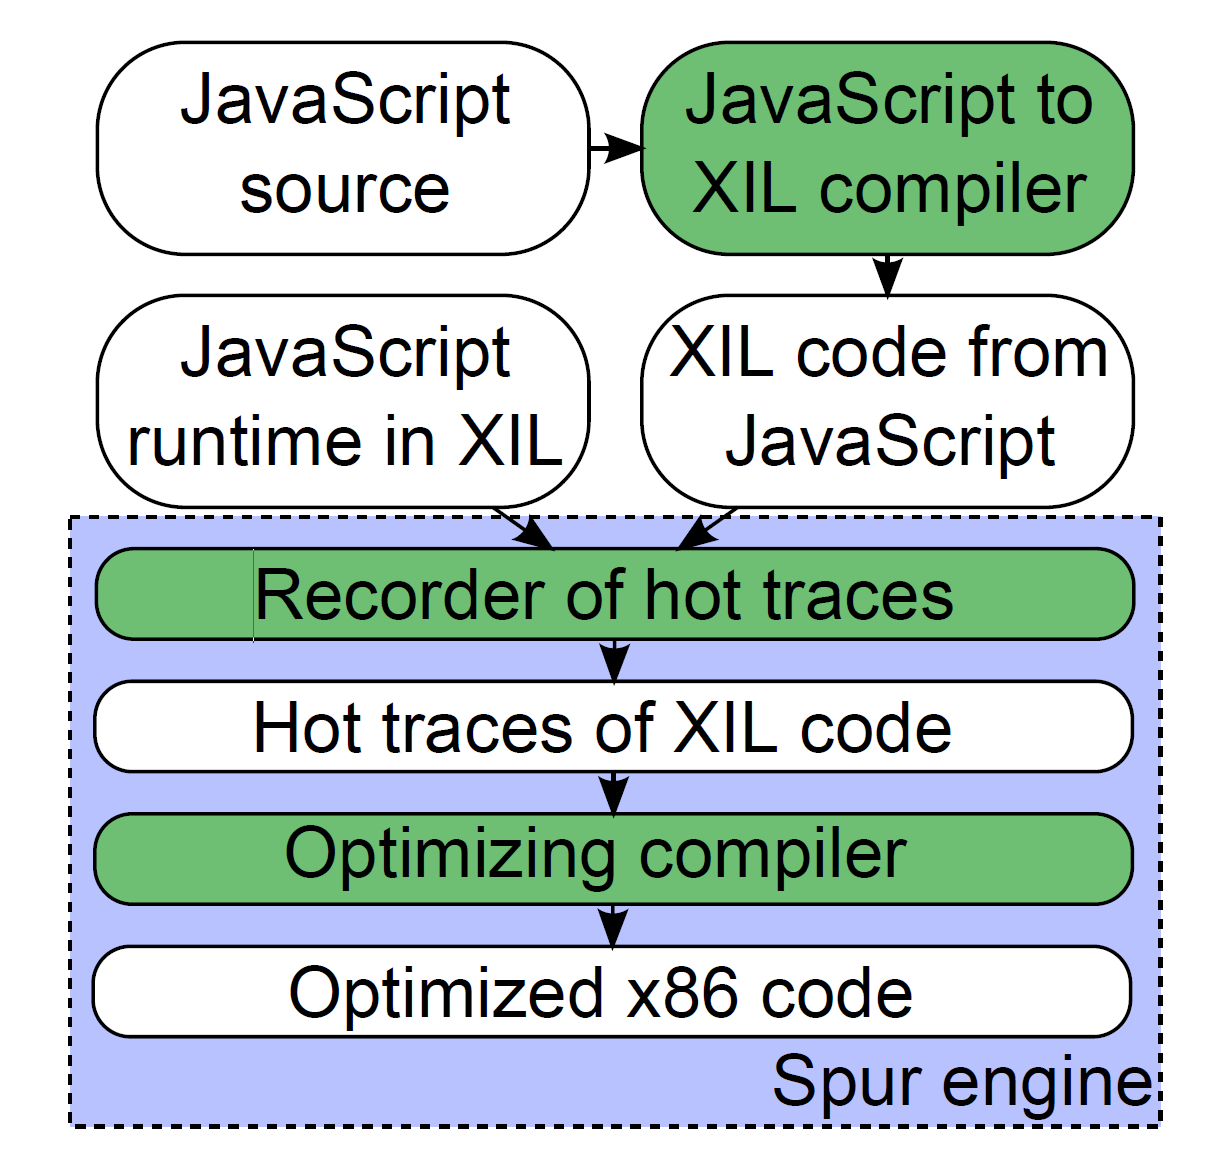 JavaScript
source
JavaScript to
XIL compiler
JavaScript
runtime in XIL
XIL code from
JavaScript
Recorder of hot traces
Hot traces of XIL code
Optimizing compiler
Optimized x86 code
Spur engine